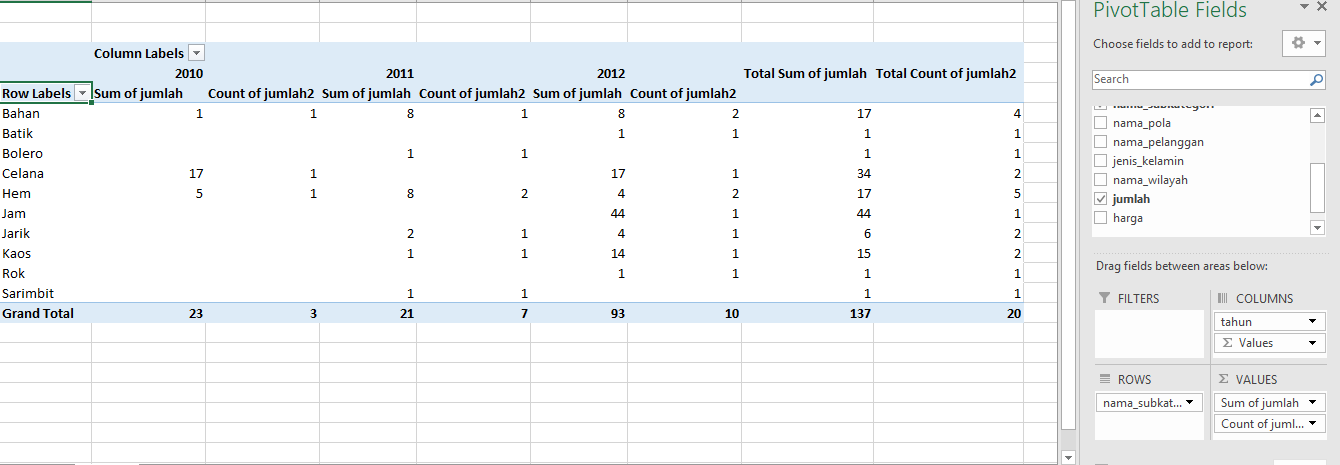 Column Labels
2010 2011 2012 Total Sum of jumlah Total Count of jumlah2
Row Labels Sum of jumlah Count of jumlah2 Sum of jumlah Count of jumlah2 Sum of jumlah Count of jumlah2
Bahan 1 1 8 1 8 2 17 4
Batik 1 1 1 1
Bolero 1 1 1 1
Celana 17 1 17 1 34 2
Hem 5 1 8 2 4 2 17 5
Jam 44 1 44 1
Jarik 2 1 4 1 6 2
Kaos 1 1 14 1 15 2
Rok 1 1 1 1
Sarimbit 1 1 1 1
Grand Total 23 3 21 7 93 10 137 20
PivotTable Fields
Choose fields to add to report:
Search
nama_subkategori
nama_pola
nama_pelanggan
jenis_kelamin
nama_wilayah
jumlah
harga
Drag fields between areas below:
FILTERS
COLUMNS
tahun
Σ Values
ROWS
nama_subkat...
Σ VALUES
Sum of jumlah
Count of juml...